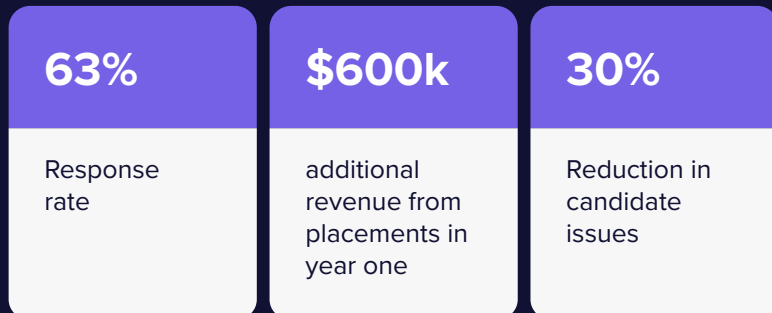 63%
Response
rate
$600k
additional
revenue from
placements in
year one
30%
Reduction in
candidate
issues